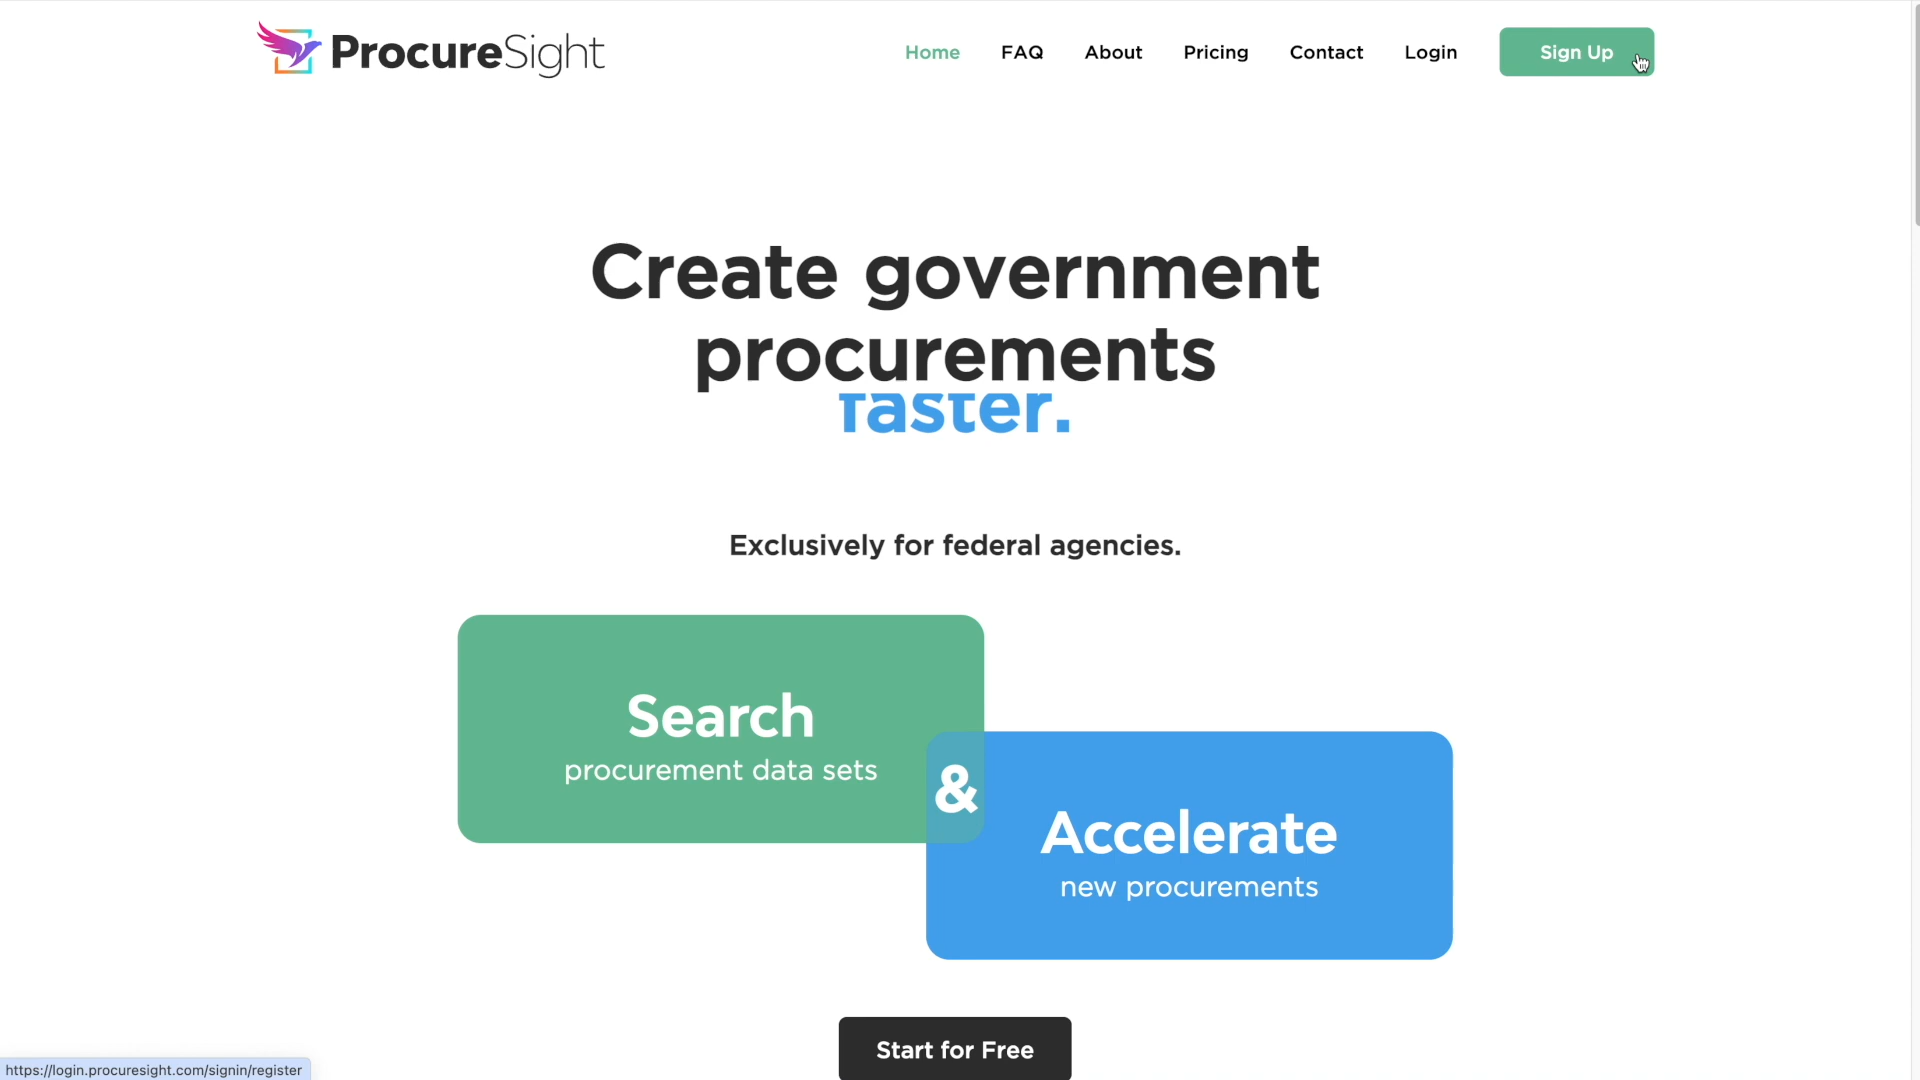 ProcureSight
Home FAQ About Pricing Contact Login Sign Up
Create government
procurements
faster.
Exclusively for federal agencies.
Search
procurement data sets
&
Accelerate
new procurements
Start for Free
https://login.procuresight.com/signin/register